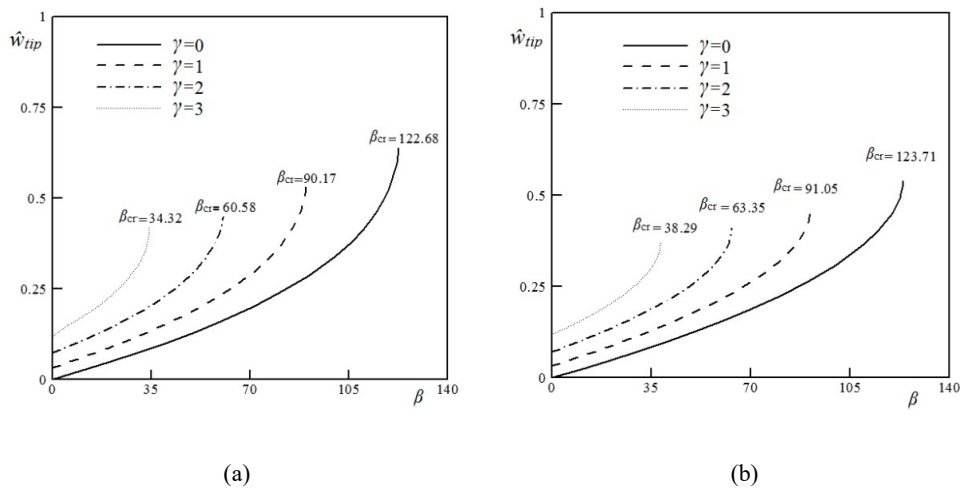 1
ŵtip
γ=0
γ=1
γ=2
γ=3
0.75
βcr=122.68
0.5
βcr=90.17
βcr= 60.58
βcr=34.32
0.25
0
0
35
70
105
140
β
(a)
1
ŵtip
γ=0
γ=1
γ=2
γ=3
0.75
βcr=123.71
0.5
βcr=91.05
βcr=63.35
βcr=38.29
0.25
0
0
35
70
105
140
β
(b)